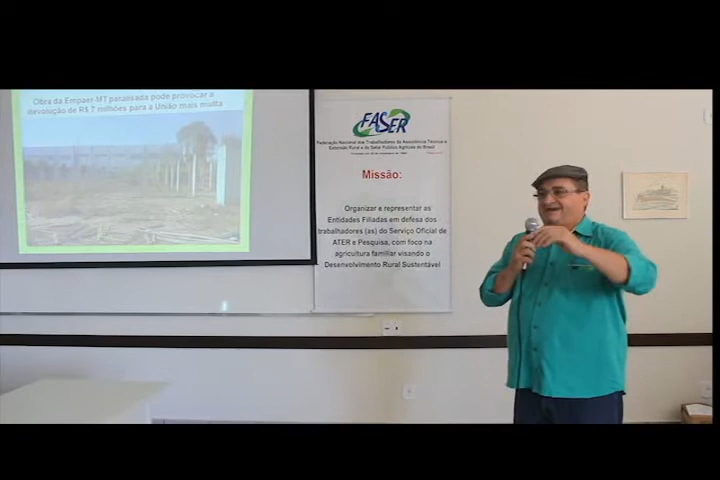 Obra da Empaer-MT paralisada pode provocar a
devolução de R$ 7 milhões para a União mais multa
FASER
Federação Nacional dos Trabalhadores da Assistência Técnica e
Extensão Rural e do Setor Público Agrícola do Brasil
Missão:
Organizar e representar as
Entidades Filiadas em defesa dos
trabalhadores (as) do Serviço Oficial de
ATER e Pesquisa, com foco na
agricultura familiar visando o
Desenvolvimento Rural Sustentável